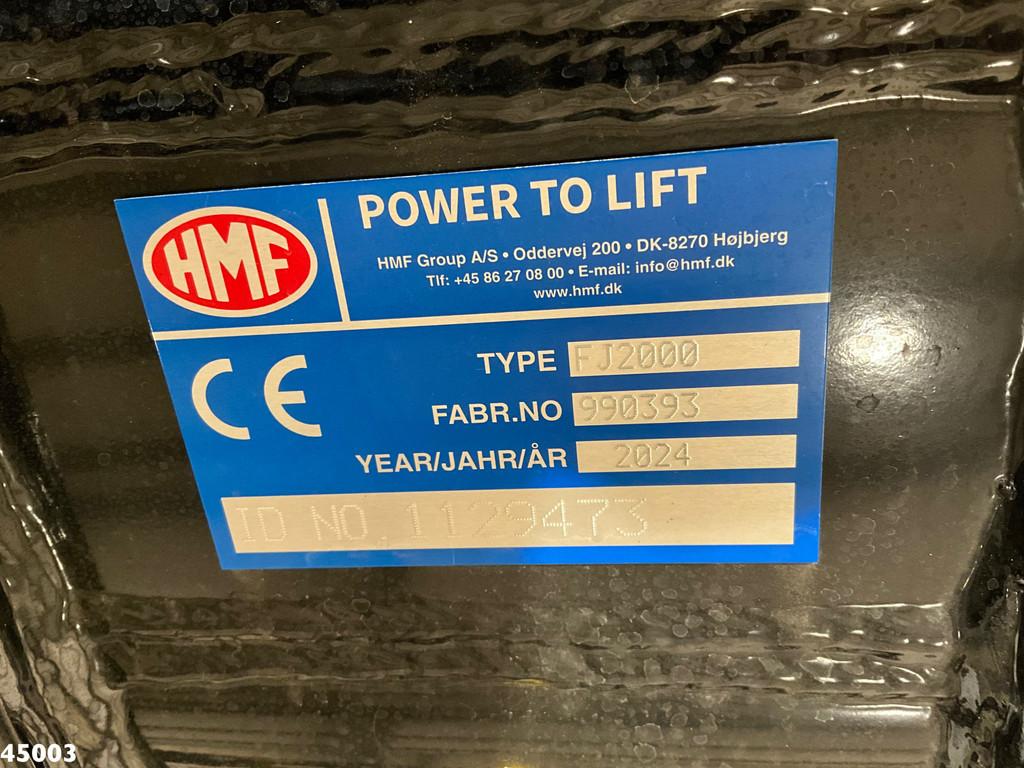 HMF
POWER TO LIFT
HMF Group A/S • Oddervej 200 • DK-8270 Højbjerg
Tlf: +45 86 27 08 00 • E-mail: info@hmf.dk
www.hmf.dk
CE
TYPE FJ2000
FABR.NO 990393
YEAR/JAHR/ÅR 2024
ID NO. 1129473
45003